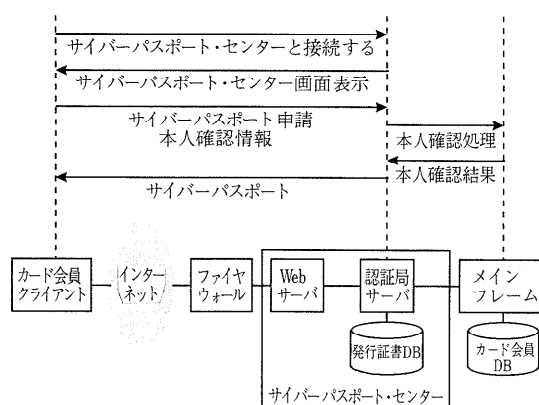 サイバーパスポート・センターと接続する
サイバーパスポート・センター画面表示
サイバーパスポート申請
本人確認情報
本人確認処理
本人確認結果
サイバーパスポート
カード会員
クライアント
インター
ネット
ファイヤ
ウォール
Web
サーバ
認証局
サーバ
メイン
フレーム
発行証書DB
カード会員
DB
サイバーパスポート・センター